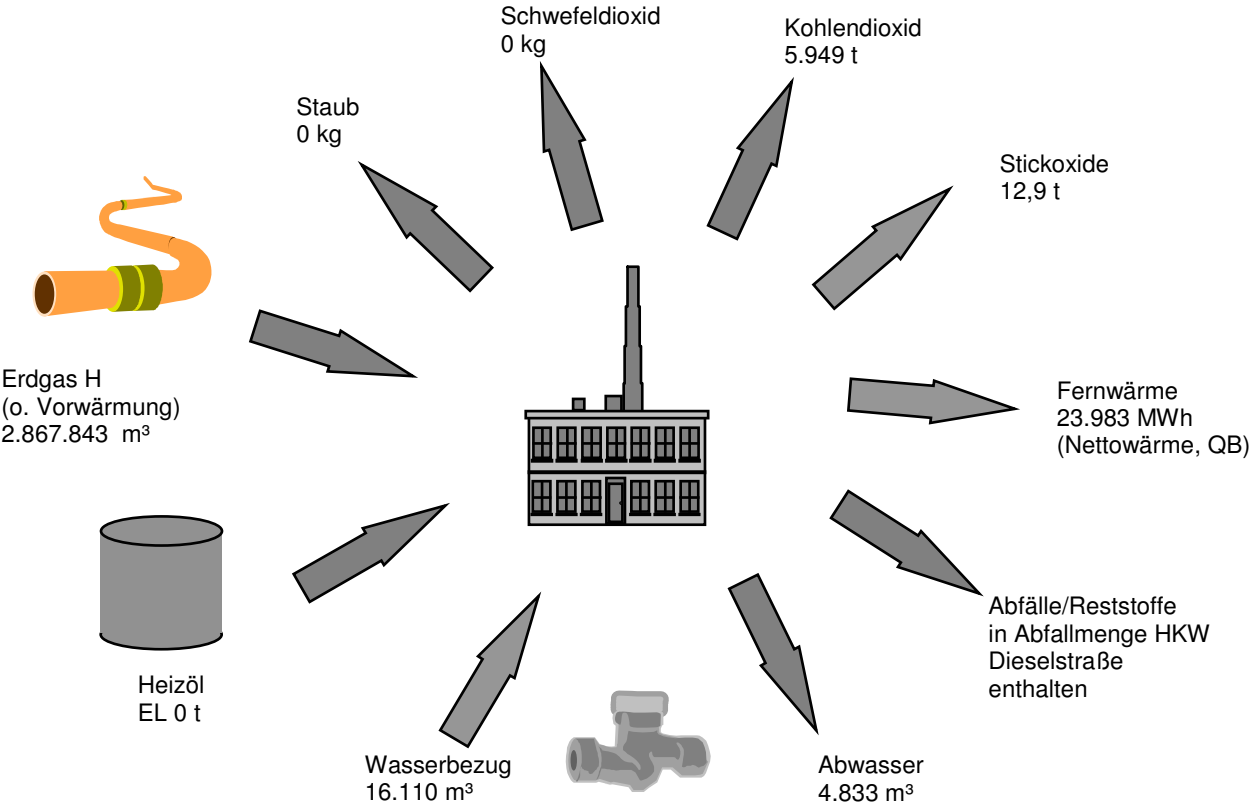 Schwefeldioxid
0 kg
Kohlendioxid
5.949 t
Staub
0 kg
Stickoxide
12,9 t
Erdgas H
(o. Vorwärmung)
2.867.843 m³
Fernwärme
23.983 MWh
(Nettowärme, QB)
Heizöl
EL 0 t
Abfälle/Reststoffe
in Abfallmenge HKW
Dieselstraße
enthalten
Wasserbezug
16.110 m³
Abwasser
4.833 m³